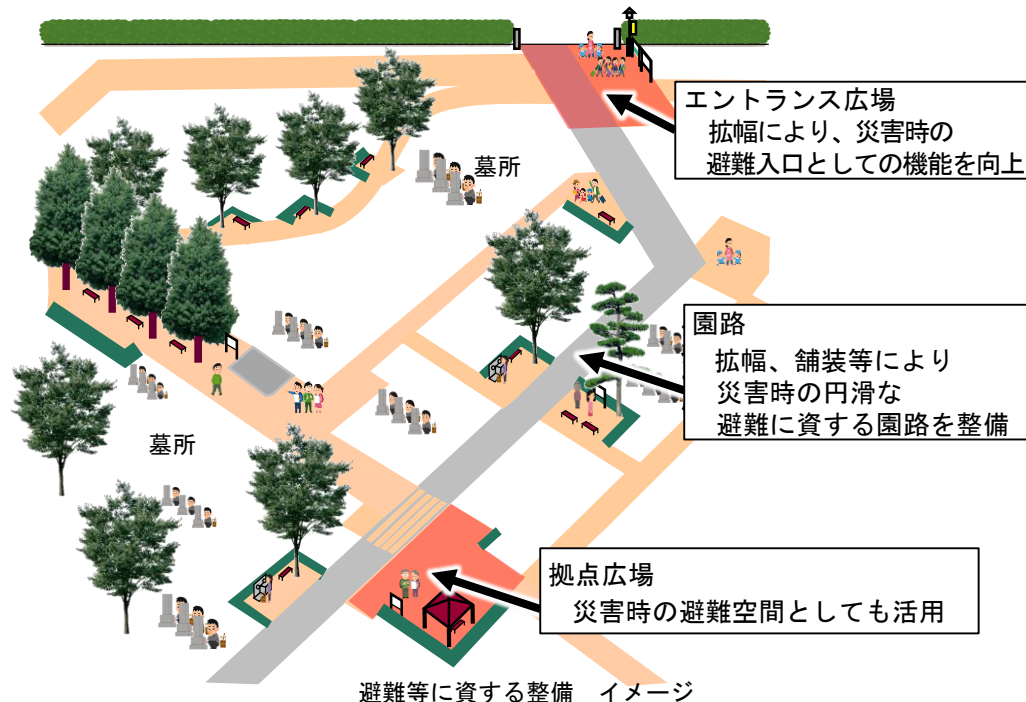 エントランス広場
拡幅により、災害時の
避難入口としての機能を向上
墓所
園路
拡幅、舗装等により
災害時の円滑な
避難に資する園路を整備
墓所
拠点広場
災害時の避難空間としても活用
避難等に資する整備　イメージ